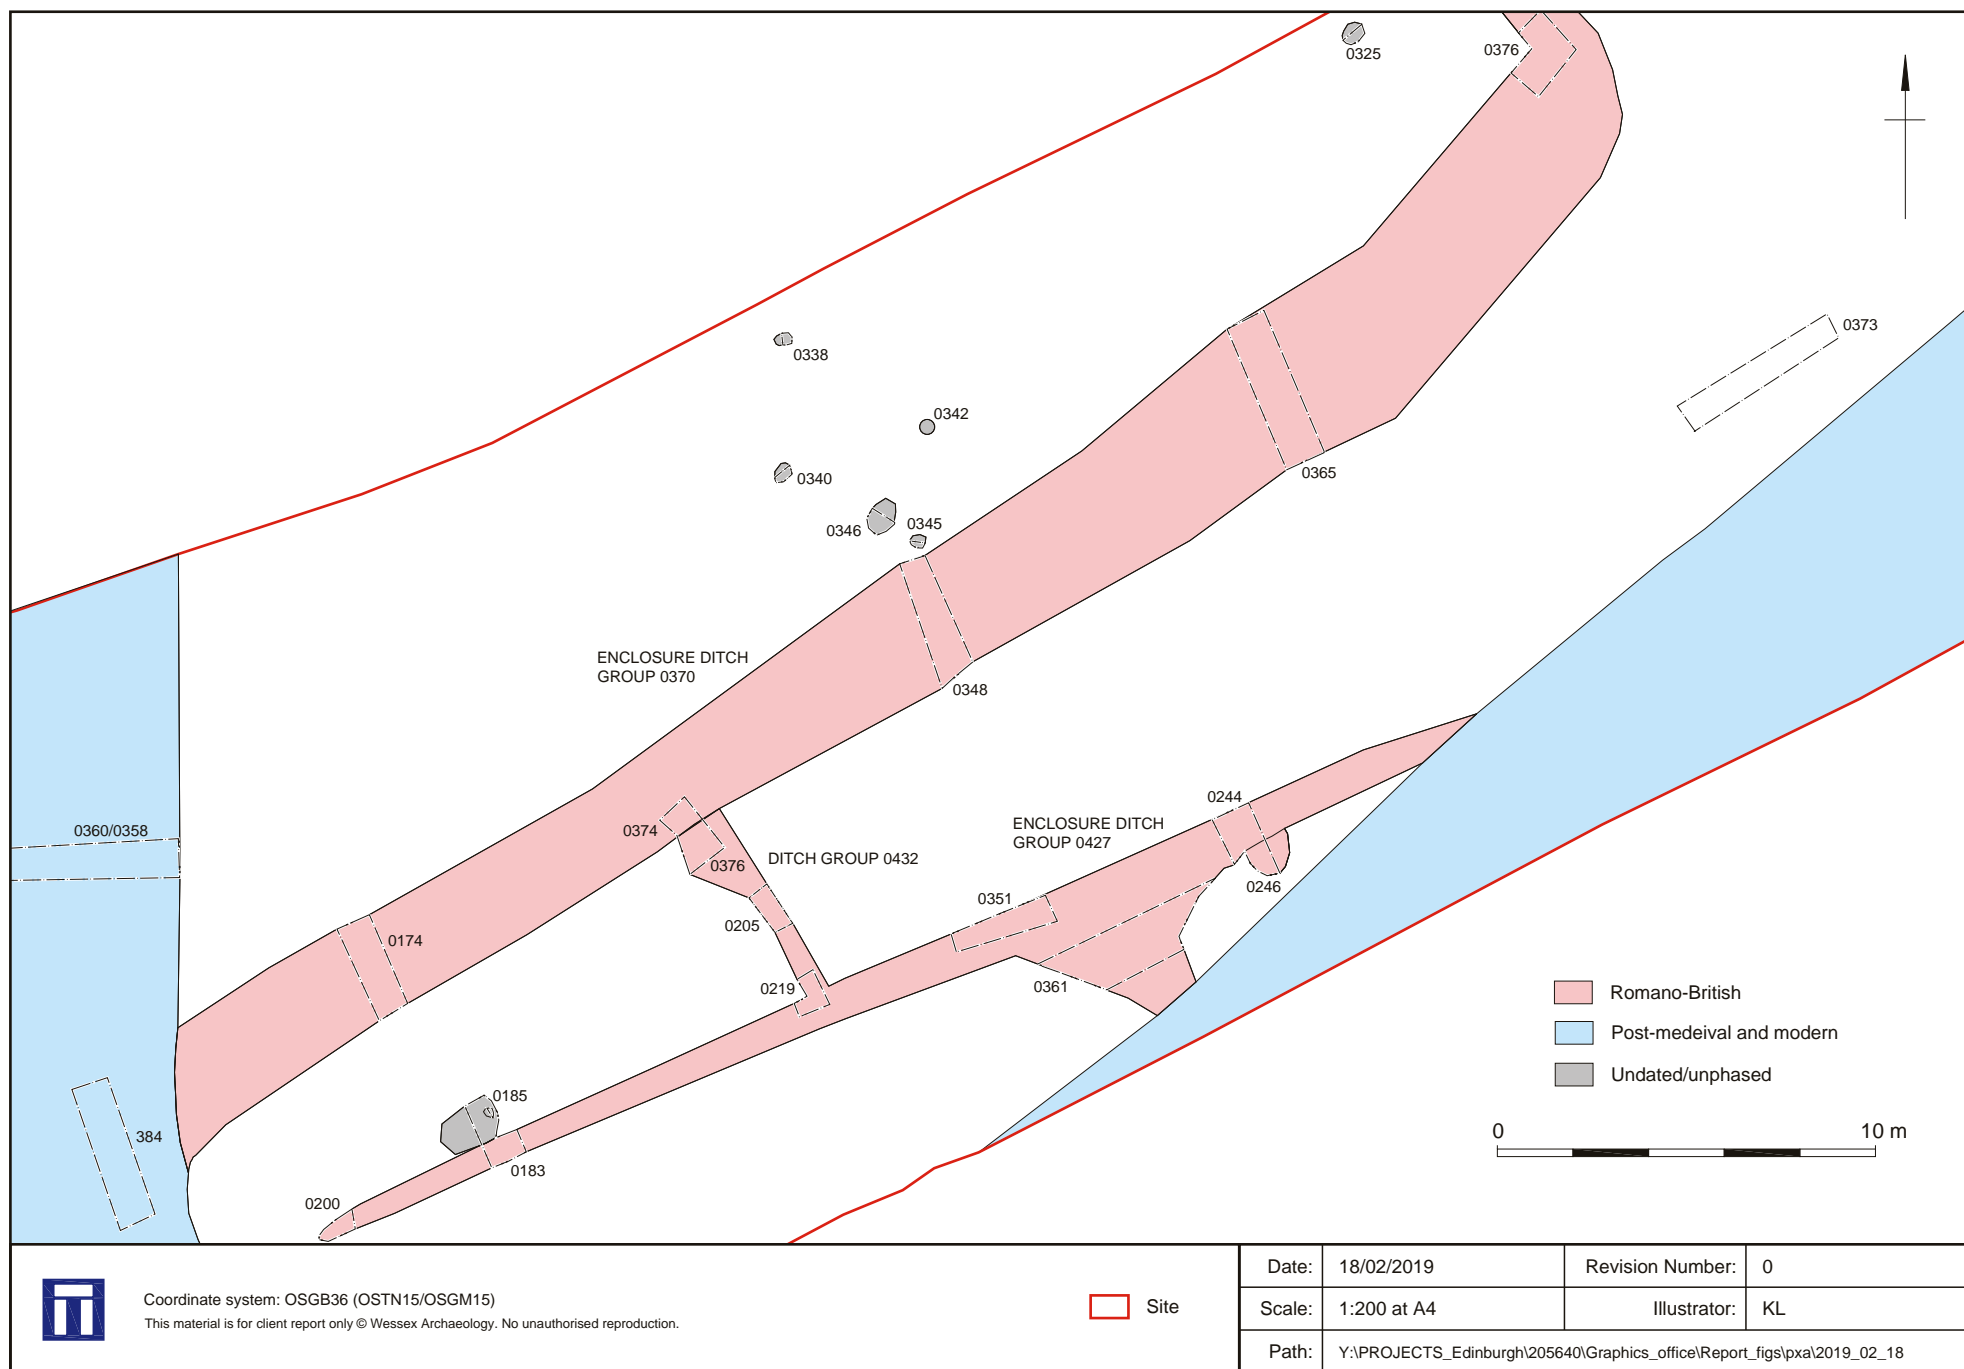 0376
0325
0373
0338
0342
0365
0340
0346
0345
ENCLOSURE DITCH
GROUP 0370
0348
0360/0358
0374
0376
DITCH GROUP 0432
ENCLOSURE DITCH
GROUP 0427
0244
0246
0351
0205
0174
0219
0361
Romano-British
Post-medeival and modern
Undated/unphased
0185
384
0183
0200
0
10 m
Coordinate system: OSGB36 (OSTN15/OSGM15)
This material is for client report only © Wessex Archaeology. No unauthorised reproduction.
Site
Date: 18/02/2019 Revision Number: 0
Scale: 1:200 at A4 Illustrator: KL
Path: Y:\PROJECTS_Edinburgh\205640\Graphics_office\Report_figs\pxa\2019_02_18